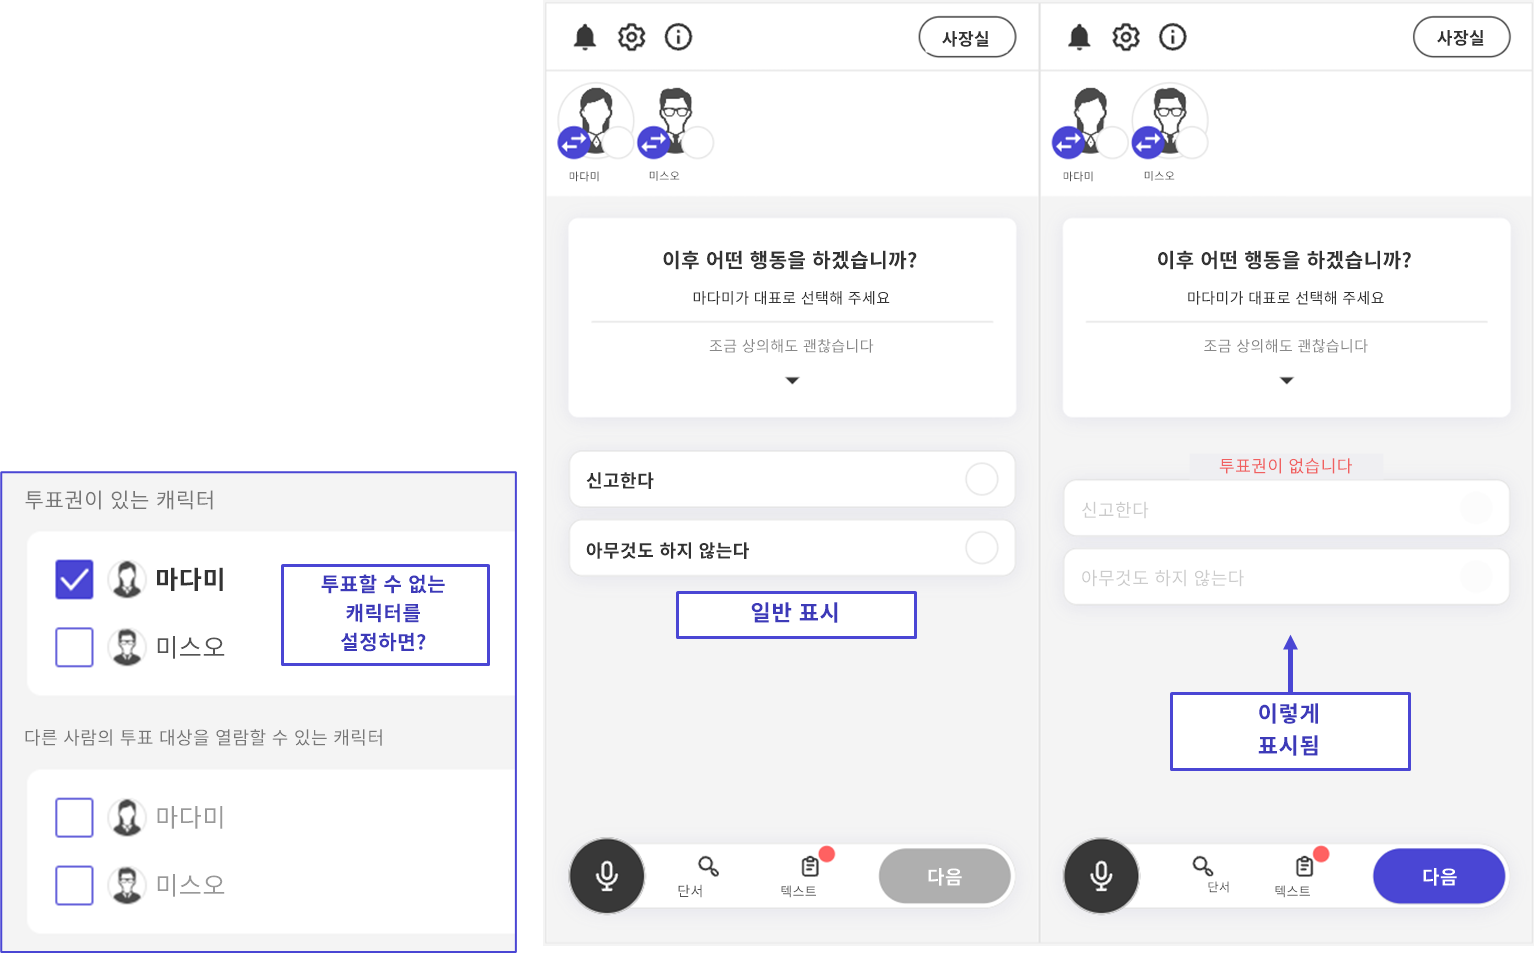 투표권이 있는 캐릭터
마다미
미스오
투표할 수 없는
캐릭터를
설정하면?
다른 사람의 투표 대상을 열람할 수 있는 캐릭터
마다미
미스오
사장실
마다미
미스오
이후 어떤 행동을 하겠습니까?
마다미가 대표로 선택해 주세요
조금 상의해도 괜찮습니다
신고한다
아무것도 하지 않는다
일반 표시
단서
텍스트
다음
사장실
마다미
미스오
이후 어떤 행동을 하겠습니까?
마다미가 대표로 선택해 주세요
조금 상의해도 괜찮습니다
투표권이 없습니다
신고한다
아무것도 하지 않는다
이렇게
표시됨
단서
텍스트
다음